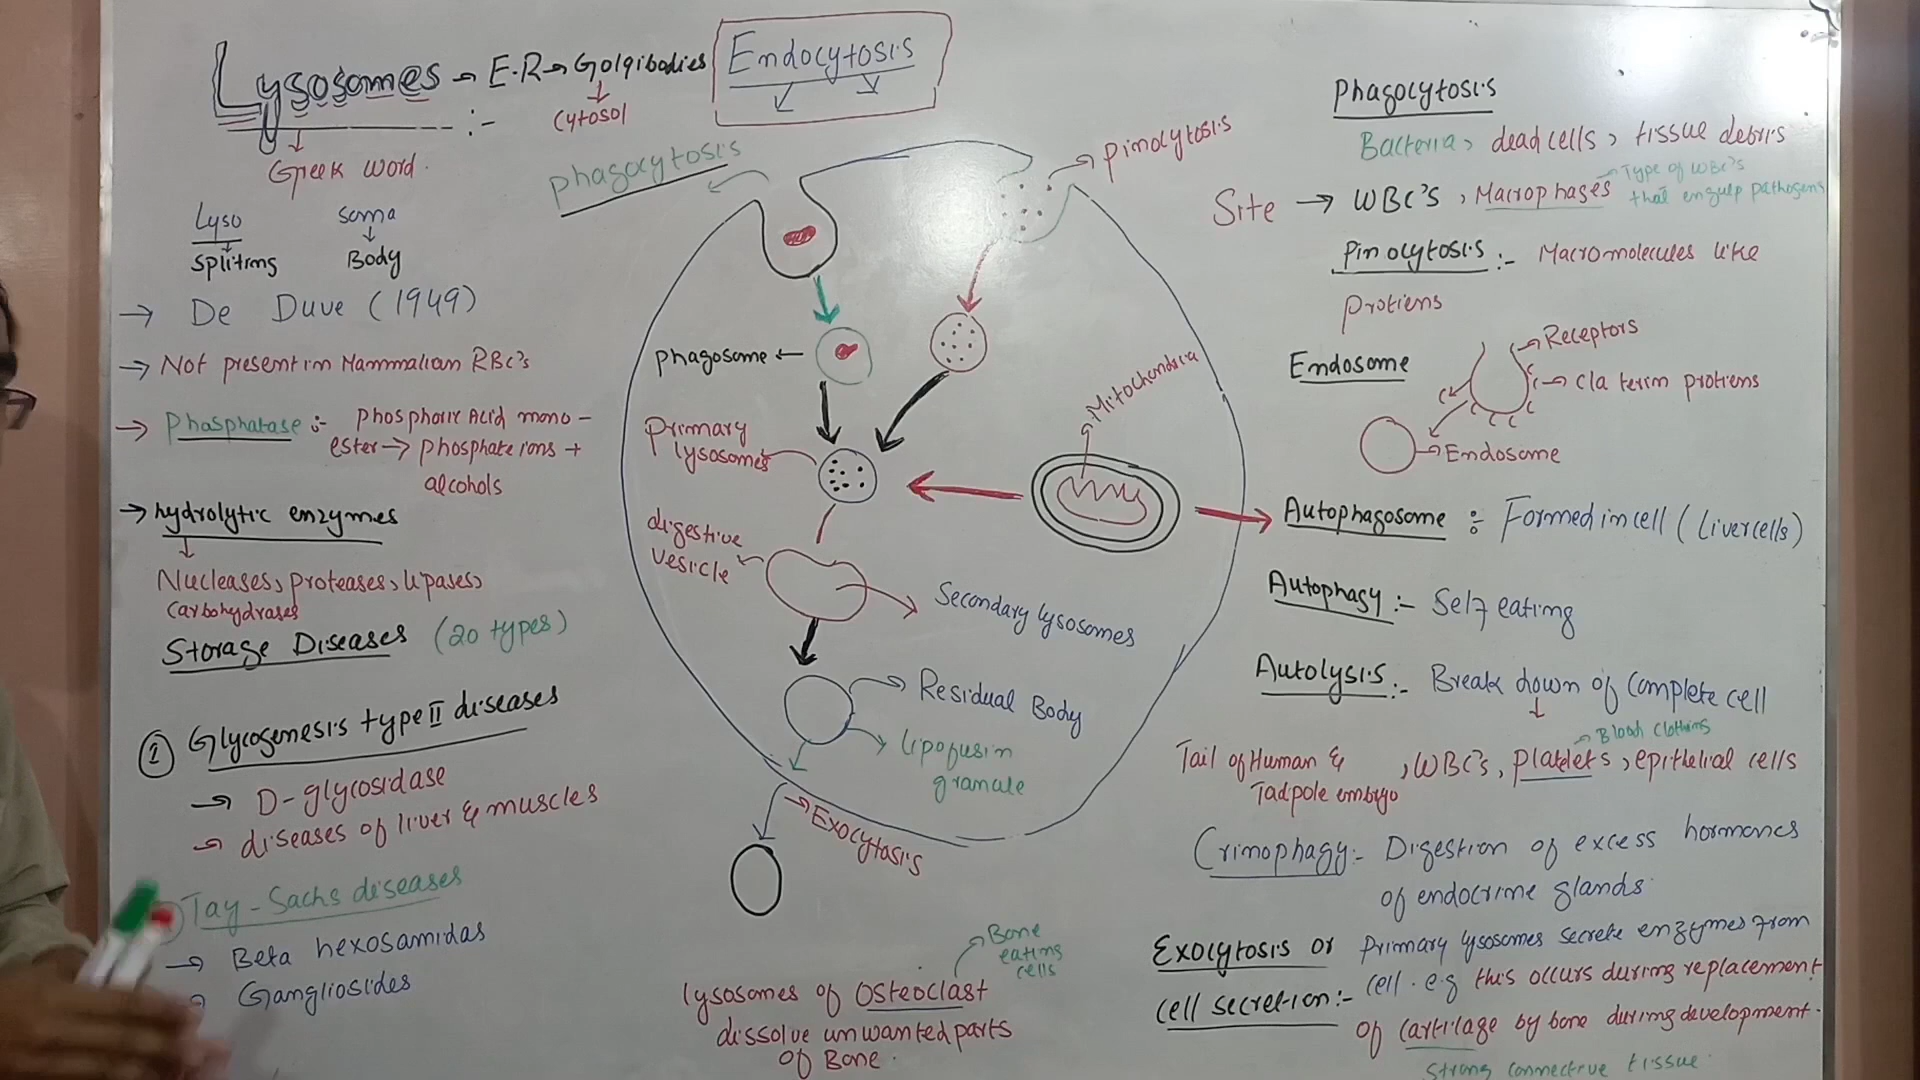 Lysosomes → E.R → Golgibodies
:-
Cytosol
Greek word.
Lyso Soma
Spliting Body
→ De Duve (1949)
→ Not present in Mammalian RBC's
→ Phosphatase :- Phosphoric Acid mono-
ester → phosphate ions +
alcohols
→ hydrolytic enzymes
Nucleases, proteases, lipases,
Carbohydrases
Storage Diseases (20 types)
① Glycogenesis type II diseases
→ D-glycosidase
→ diseases of liver & muscles
Tay-Sachs diseases
→ Beta hexosamidas
Gangliosides
Endocytosis
phagocytosis
Pinocytosis
phagosome ←
Primary
lysosomes
Mitochondria
digestive
vesicle
Secondary lysosomes
Residual Body
lipofusin
granule
Exocytosis
Bone
eating
cells
lysosomes of Osteoclast
dissolve unwanted parts
of Bone.
Phagocytosis
Bacteria, dead cells, tissue debris
Site → WBC'S, Macrophages
Type of WBC's
that engulp pathogens
Pinocytosis :- Macromolecules like
protiens
Endosome
Receptors
Cla terin protiens
Endosome
Autophagosome : Formed in cell (Liver cells)
Autophagy :- Self eating
Autolysis :- Break down of complete cell
Blood clotting
Tail of Human & , WBC's, Platelets, epithelial cells
Tadpole embryo
Crinophagy :- Digestion of excess hormones
of endocrine glands.
Exocytosis or Primary lysosomes secrete enzymes from
cell secretion :- cell. e.g this occurs during replacement
of Cartilage by bone during development.
Strong connective tissue.